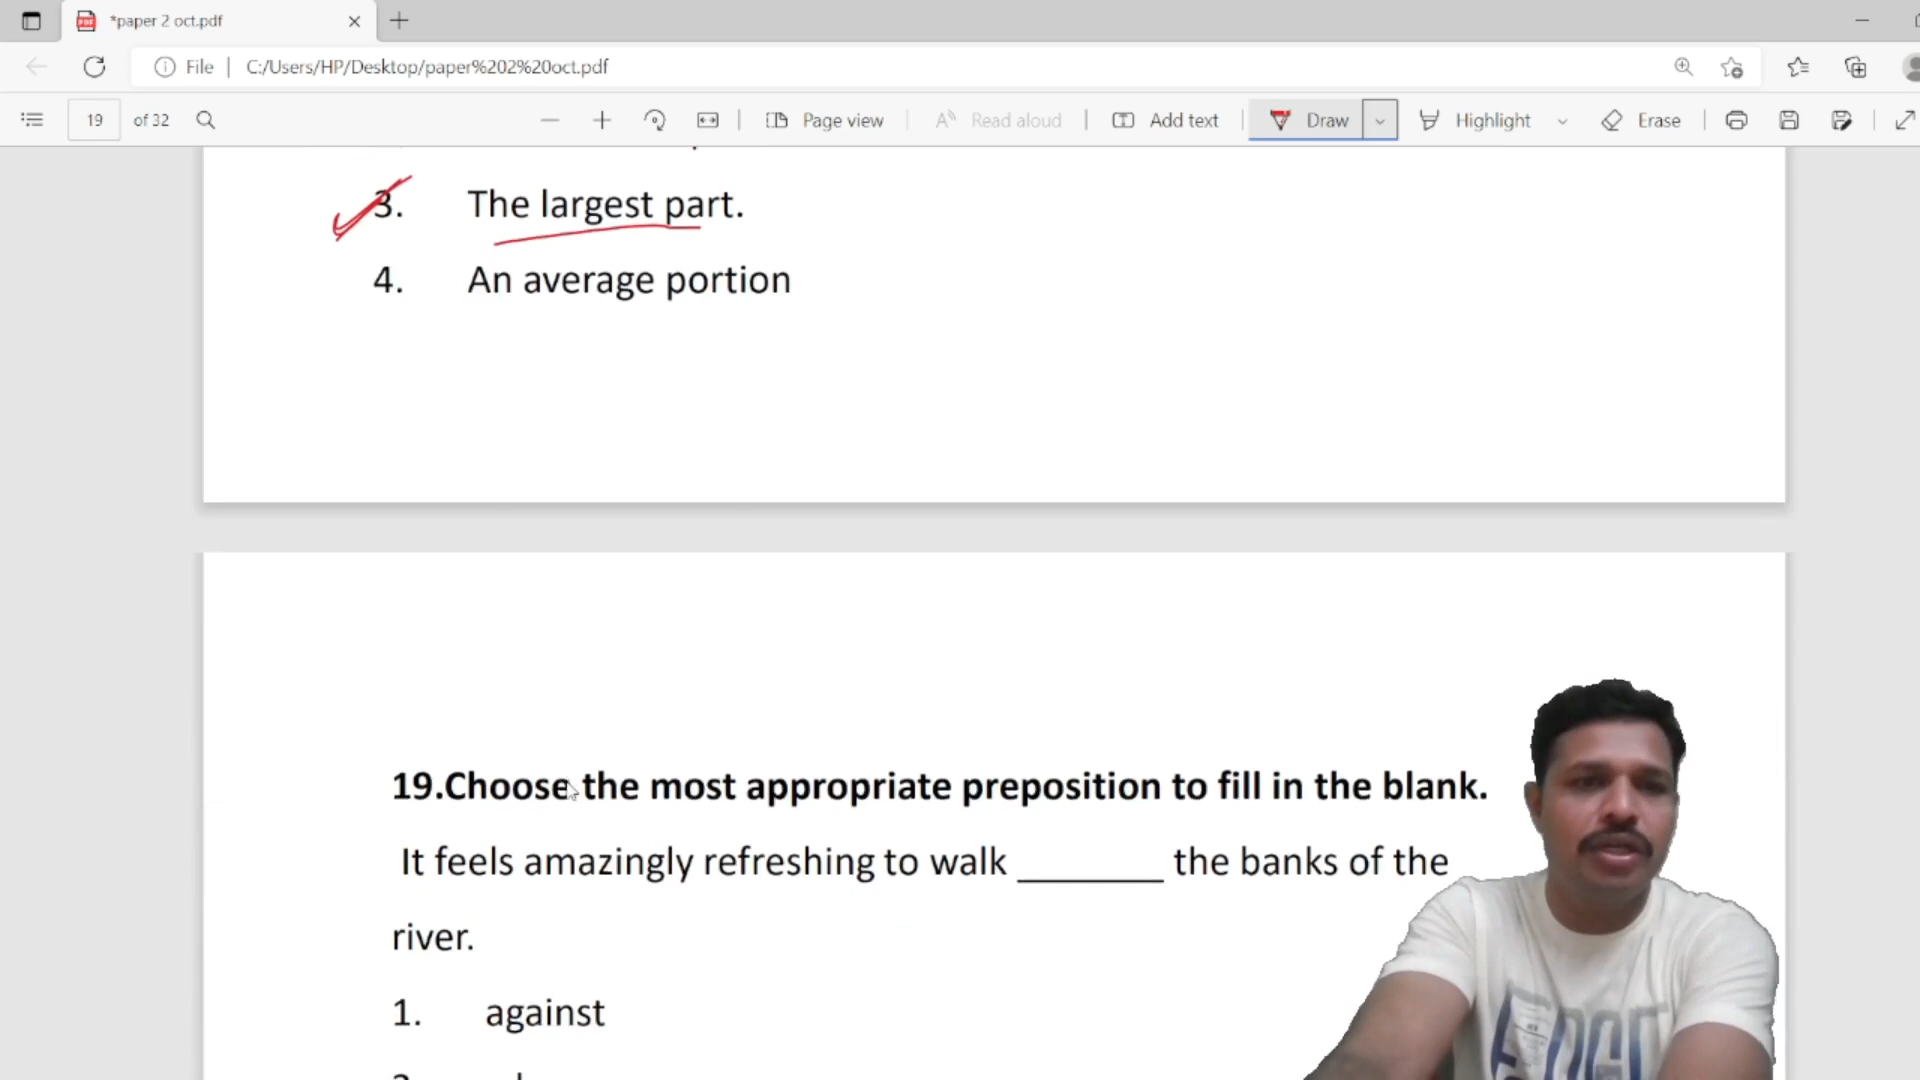 *paper 2 oct.pdf
File | C:/Users/HP/Desktop/paper%202%20oct.pdf
19 of 32 Page view Read aloud Add text Draw Highlight Erase
3. The largest part.
4. An average portion
19.Choose the most appropriate preposition to fill in the blank.
It feels amazingly refreshing to walk ________ the banks of the
river.
1. against